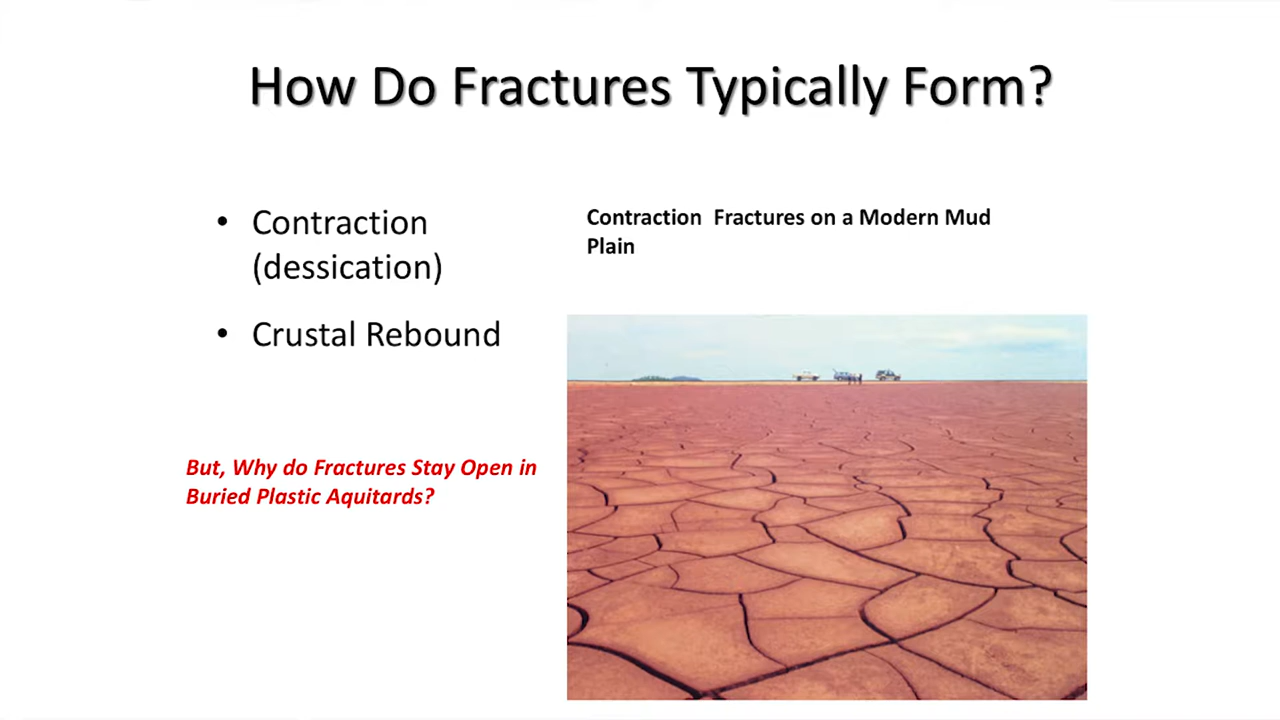 How Do Fractures Typically Form?
• Contraction
(dessication)
• Crustal Rebound
But, Why do Fractures Stay Open in
Buried Plastic Aquitards?
Contraction Fractures on a Modern Mud
Plain